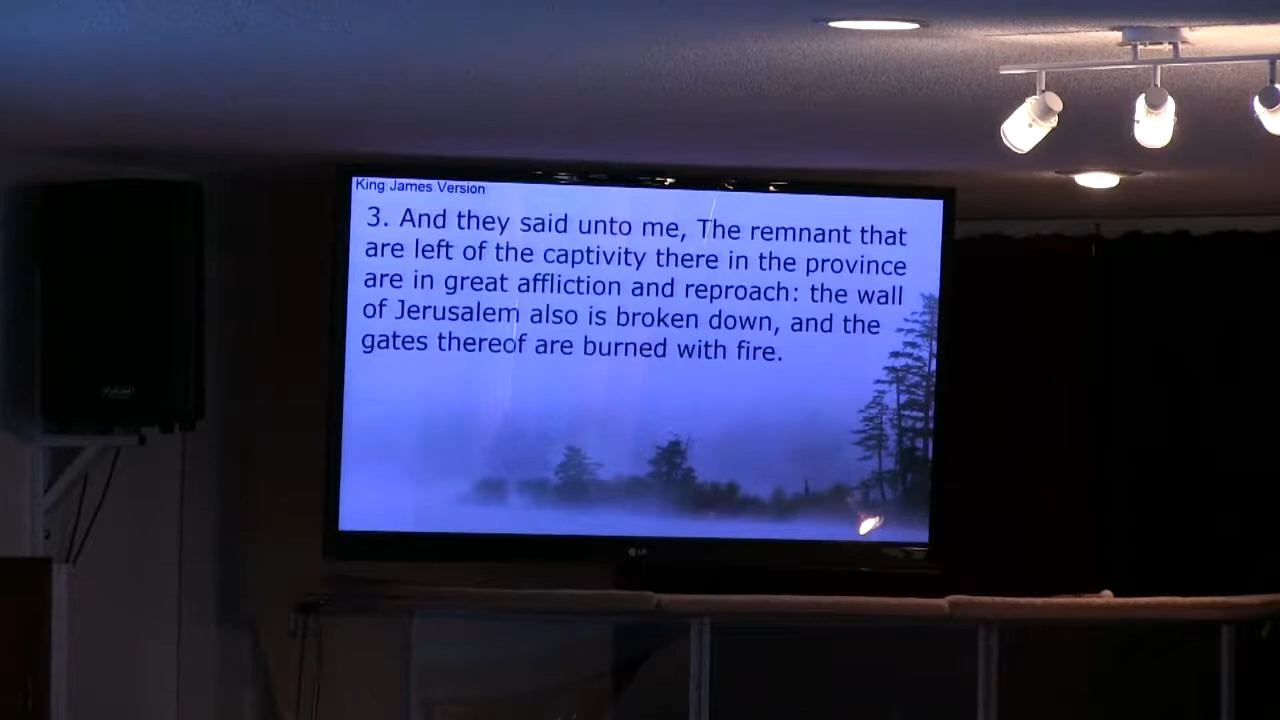 King James Version
3. And they said unto me, The remnant that
are left of the captivity there in the province
are in great affliction and reproach: the wall
of Jerusalem also is broken down, and the
gates thereof are burned with fire.
LG